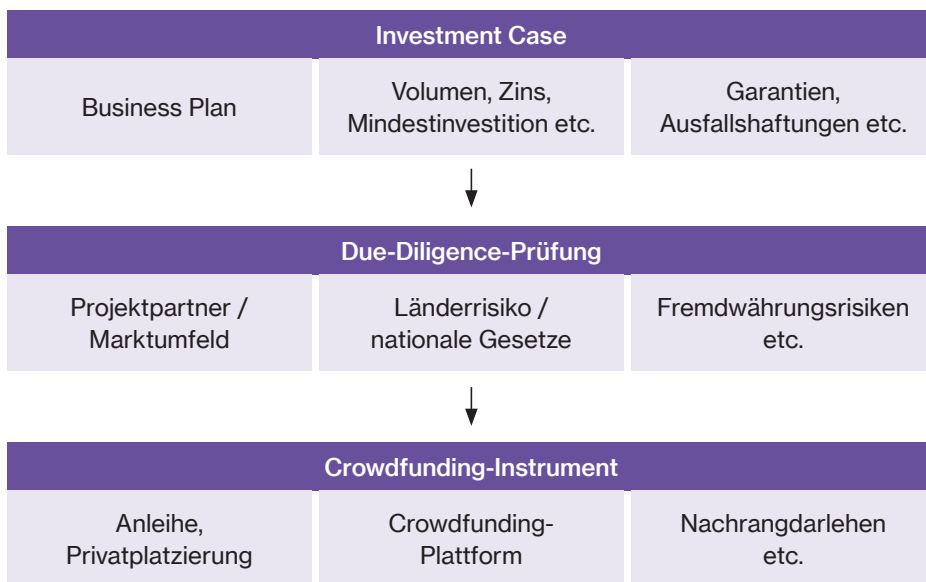 Investment Case
Business Plan
Volumen, Zins,
Mindestinvestition etc.
Garantien,
Ausfallshaftungen etc.
Due-Diligence-Prüfung
Projektpartner /
Marktumfeld
Länderrisiko /
nationale Gesetze
Fremdwährungsrisiken
etc.
Crowdfunding-Instrument
Anleihe,
Privatplatzierung
Crowdfunding-
Plattform
Nachrangdarlehen
etc.